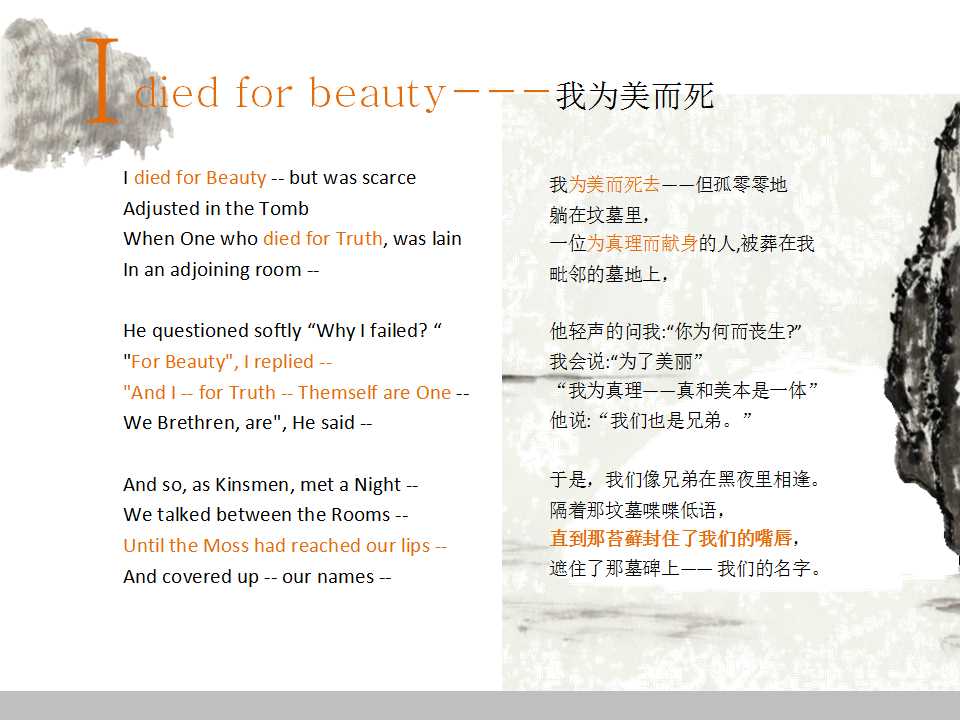 I died for beauty---我为美而死
I died for Beauty -- but was scarce
Adjusted in the Tomb
When One who died for Truth, was lain
In an adjoining room --
He questioned softly “Why I failed? “
"For Beauty", I replied --
"And I -- for Truth -- Themself are One --
We Brethren, are", He said --
And so, as Kinsmen, met a Night --
We talked between the Rooms --
Until the Moss had reached our lips --
And covered up -- our names --
我为美而死去——但孤零零地
躺在坟墓里，
一位为真理而献身的人,被葬在我
毗邻的墓地上，
他轻声的问我:“你为何而丧生?”
我会说:“为了美丽”
“我为真理——真和美本是一体”
他说:“我们也是兄弟。”
于是，我们像兄弟在黑夜里相逢。
隔着那坟墓喋喋低语，
直到那苔藓封住了我们的嘴唇，
遮住了那墓碑上—— 我们的名字。